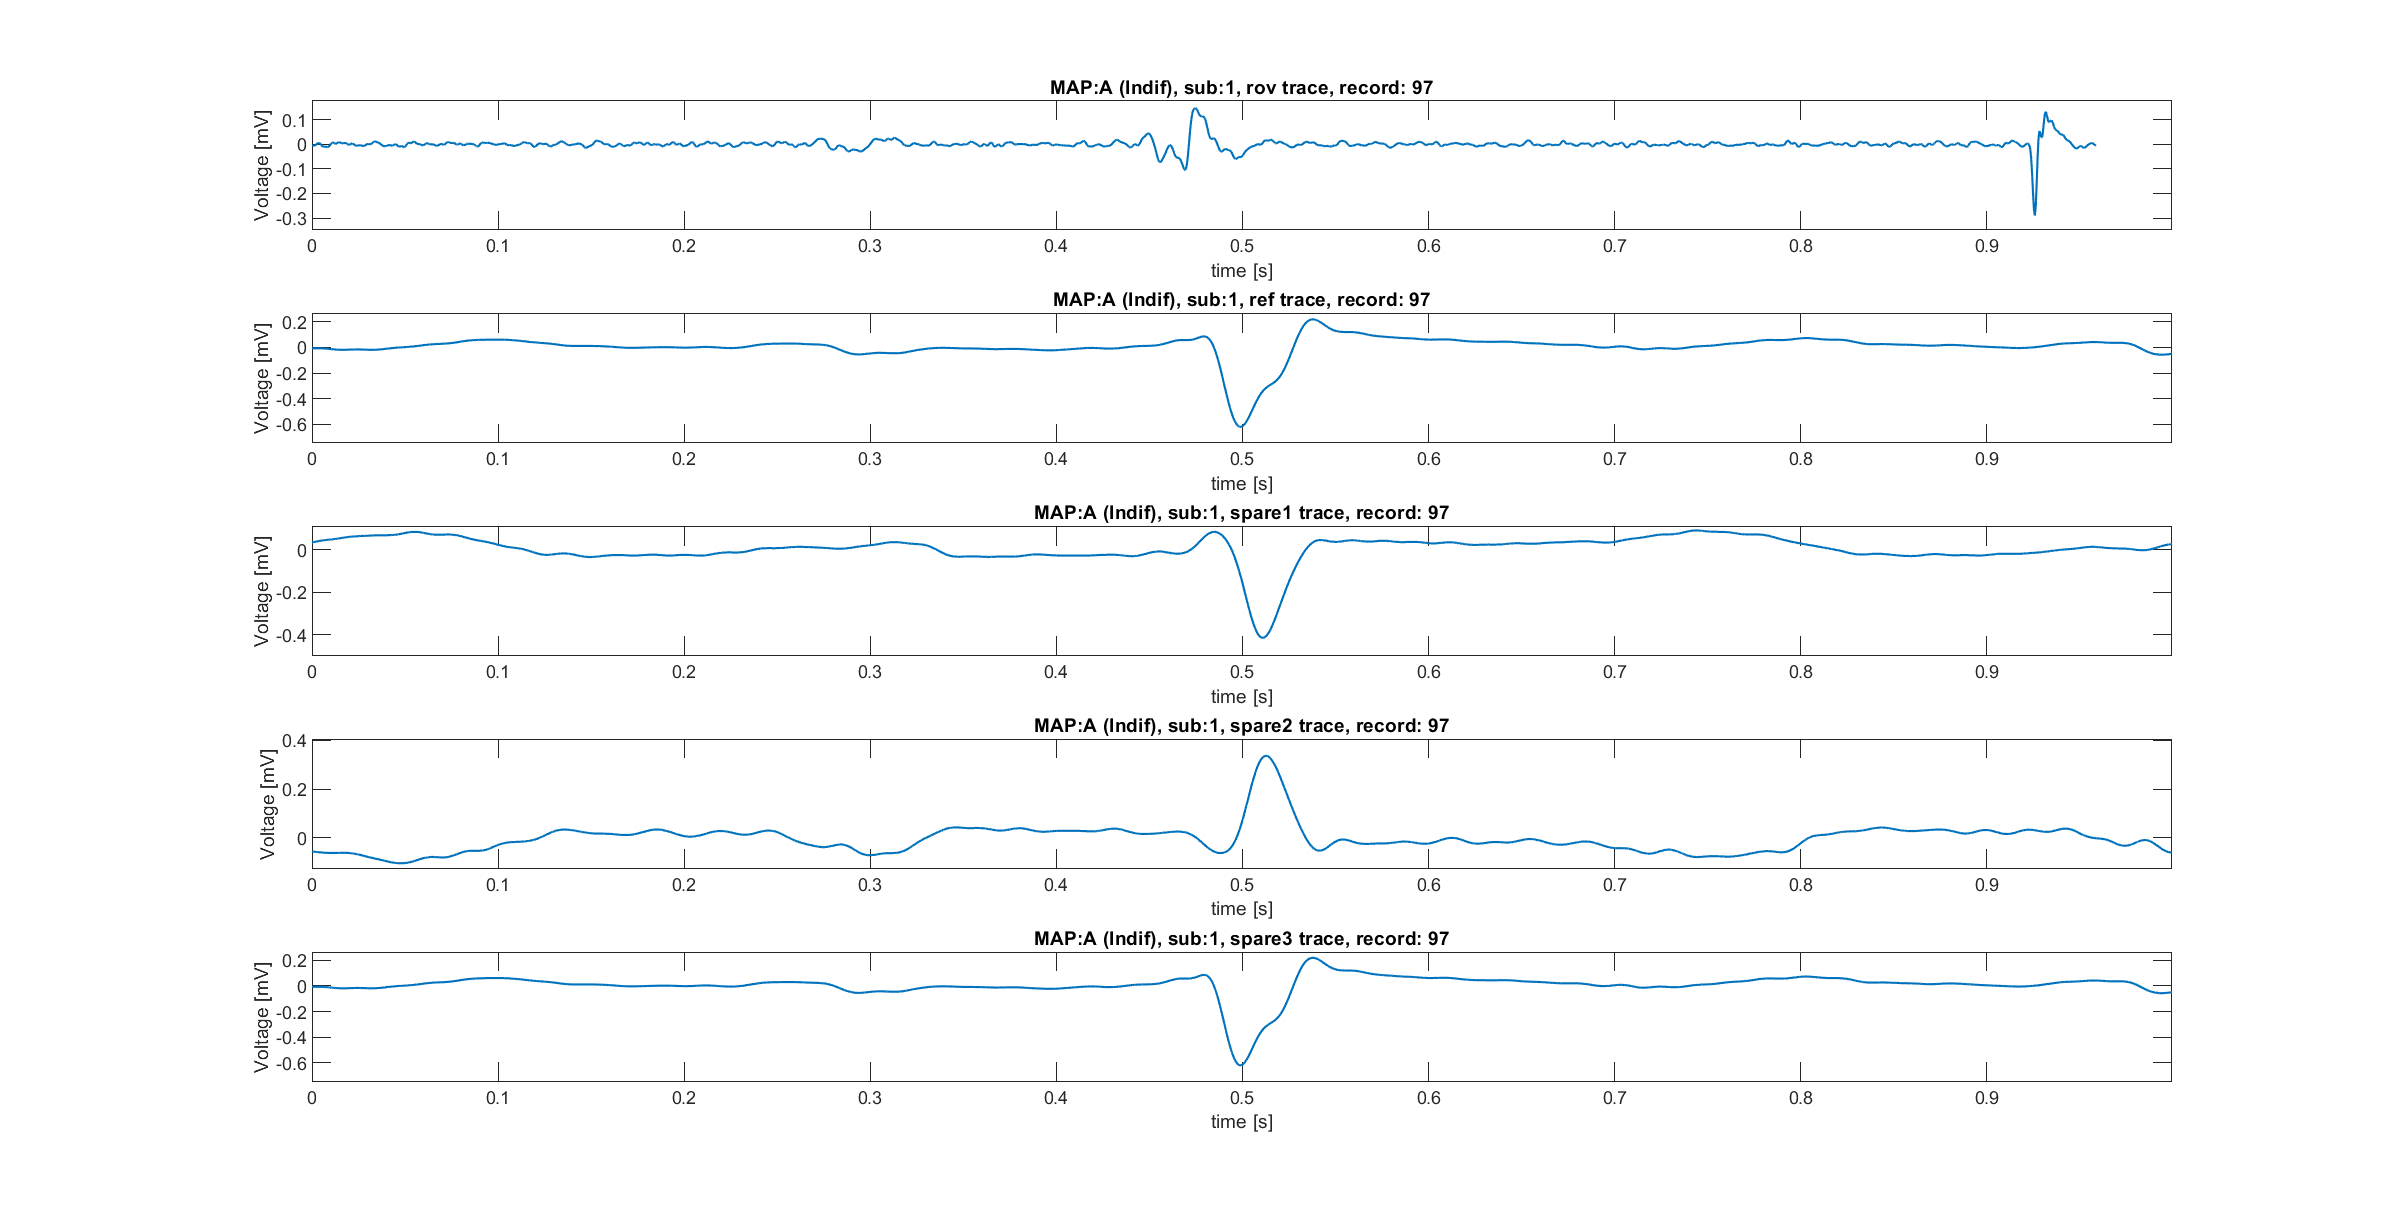 MAP:A (Indif), sub:1, rov trace, record: 97
Voltage [mV]
0.1
0
-0.1
-0.2
-0.3
0 0.1 0.2 0.3 0.4 0.5 0.6 0.7 0.8 0.9
time [s]
MAP:A (Indif), sub:1, ref trace, record: 97
Voltage [mV]
0.2
0
-0.2
-0.4
-0.6
0 0.1 0.2 0.3 0.4 0.5 0.6 0.7 0.8 0.9
time [s]
MAP:A (Indif), sub:1, spare1 trace, record: 97
Voltage [mV]
0
-0.2
-0.4
0 0.1 0.2 0.3 0.4 0.5 0.6 0.7 0.8 0.9
time [s]
MAP:A (Indif), sub:1, spare2 trace, record: 97
Voltage [mV]
0.4
0.2
0
0 0.1 0.2 0.3 0.4 0.5 0.6 0.7 0.8 0.9
time [s]
MAP:A (Indif), sub:1, spare3 trace, record: 97
Voltage [mV]
0.2
0
-0.2
-0.4
-0.6
0 0.1 0.2 0.3 0.4 0.5 0.6 0.7 0.8 0.9
time [s]